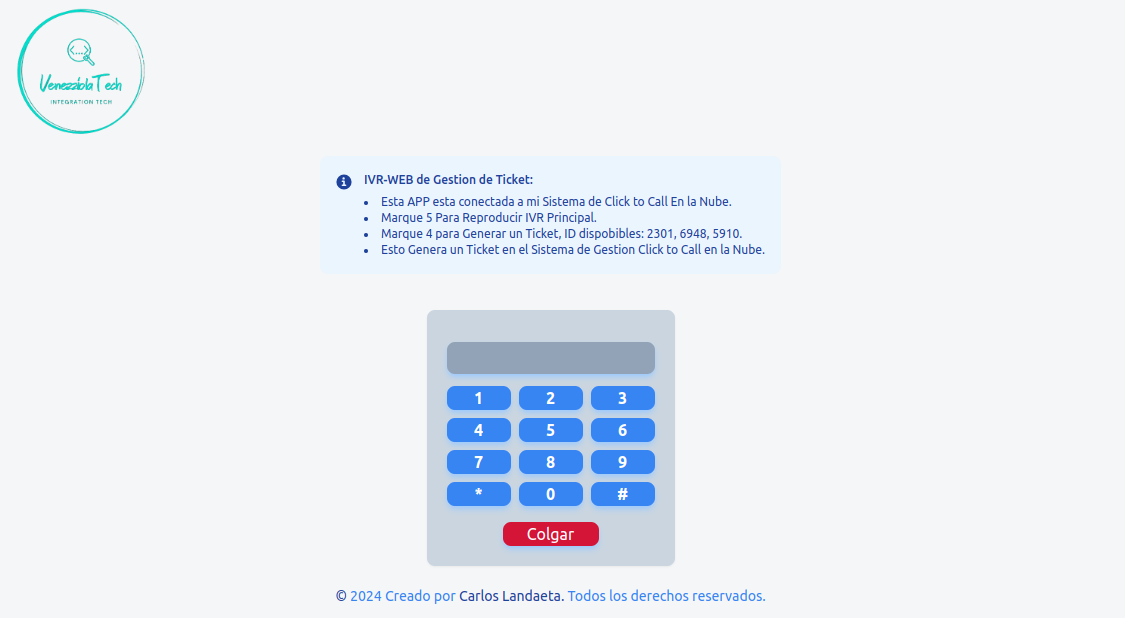 <...>
VenezziolaTech
INTEGRATION TECH
IVR-WEB de Gestion de Ticket:
• Esta APP esta conectada a mi Sistema de Click to Call En la Nube.
• Marque 5 Para Reproducir IVR Principal.
• Marque 4 para Generar un Ticket, ID dispobibles: 2301, 6948, 5910.
• Esto Genera un Ticket en el Sistema de Gestion Click to Call en la Nube.
1 2 3
4 5 6
7 8 9
* 0 #
Colgar
© 2024 Creado por Carlos Landaeta. Todos los derechos reservados.